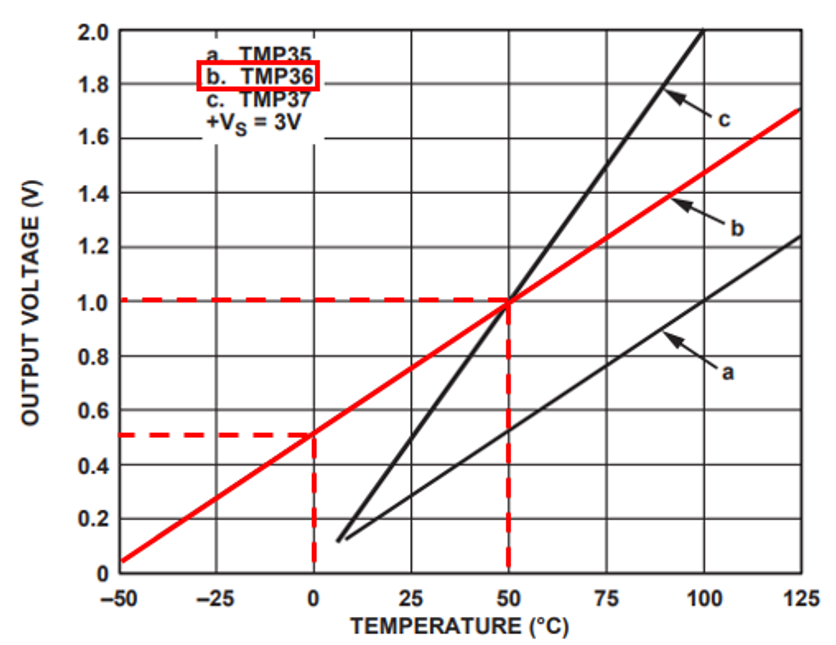 2.0
a. TMP35
b. TMP36
c. TMP37
+VS = 3V
1.8
c
1.6
1.4
b
1.2
1.0
0.8
a
0.6
0.4
0.2
0
OUTPUT VOLTAGE (V)
–50 –25 0 25 50 75 100 125
TEMPERATURE (°C)